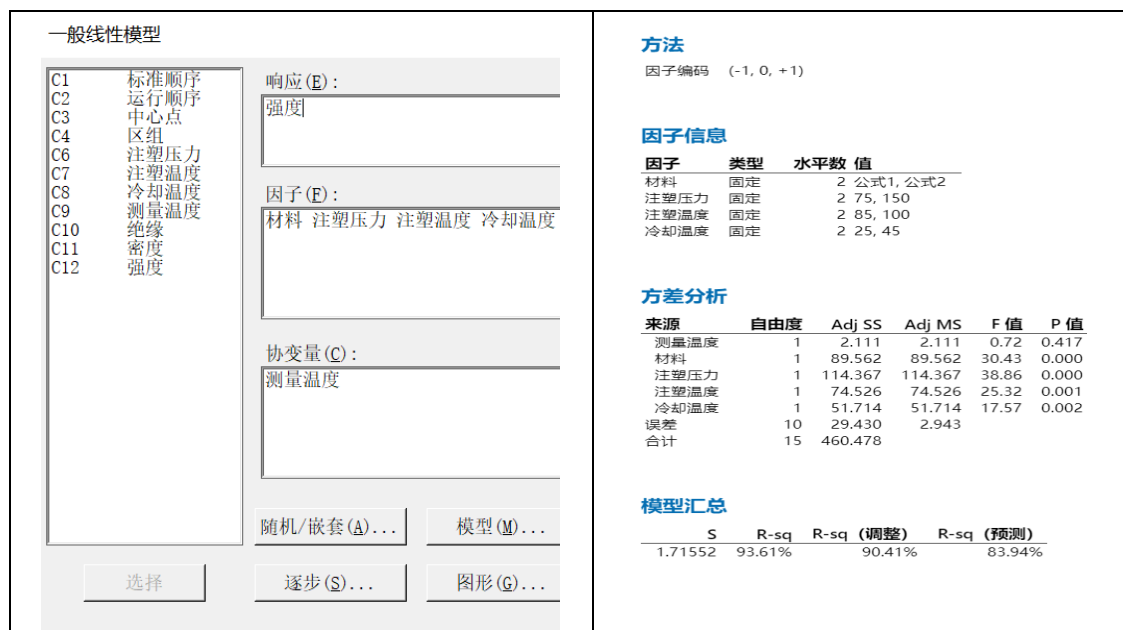 一般线性模型
C1 标准顺序
C2 运行顺序
C3 中心点
C4 区组
C6 注塑压力
C7 注塑温度
C8 冷却温度
C9 测量温度
C10 绝缘
C11 密度
C12 强度
响应(E):
强度
因子(F):
材料 注塑压力 注塑温度 冷却温度
协变量(C):
测量温度
随机/嵌套(A)... 模型(M)...
选择 逐步(S)... 图形(G)...
方法
因子编码 (-1, 0, +1)
因子信息
因子 类型 水平数 值
材料 固定 2 公式1, 公式2
注塑压力 固定 2 75, 150
注塑温度 固定 2 85, 100
冷却温度 固定 2 25, 45
方差分析
来源 自由度 Adj SS Adj MS F 值 P 值
测量温度 1 2.111 2.111 0.72 0.417
材料 1 89.562 89.562 30.43 0.000
注塑压力 1 114.367 114.367 38.86 0.000
注塑温度 1 74.526 74.526 25.32 0.001
冷却温度 1 51.714 51.714 17.57 0.002
误差 10 29.430 2.943
合计 15 460.478
模型汇总
S R-sq R-sq (调整) R-sq (预测)
1.71552 93.61% 90.41% 83.94%